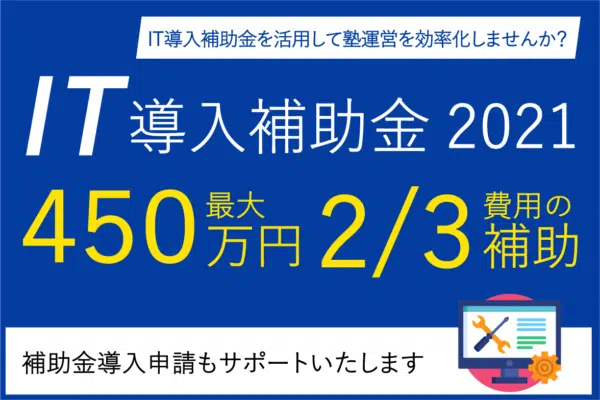 IT導入補助金を活用して塾運営を効率化しませんか?
IT導入補助金 2021
450最大万円 2/3費用の補助
補助金導入申請もサポートいたします